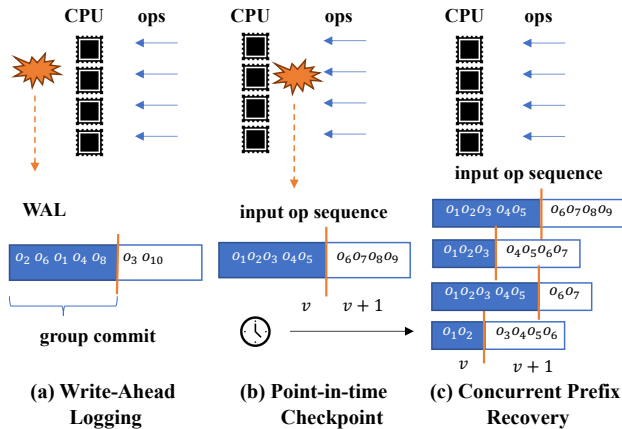 CPU ops
CPU ops
CPU ops
WAL
o₂ o₆ o₁ o₄ o₈ o₃ o₁₀
group commit
(a) Write-Ahead
Logging
input op sequence
o₁o₂o₃ o₄o₅ o₆o₇o₈o₉
v v + 1
(b) Point-in-time
Checkpoint
input op sequence
o₁o₂o₃ o₄o₅ o₆o₇o₈o₉
o₁o₂o₃ o₄o₅o₆o₇
o₁o₂o₃ o₄o₅ o₆o₇
o₁o₂ o₃o₄o₅o₆
v v + 1
(c) Concurrent Prefix
Recovery